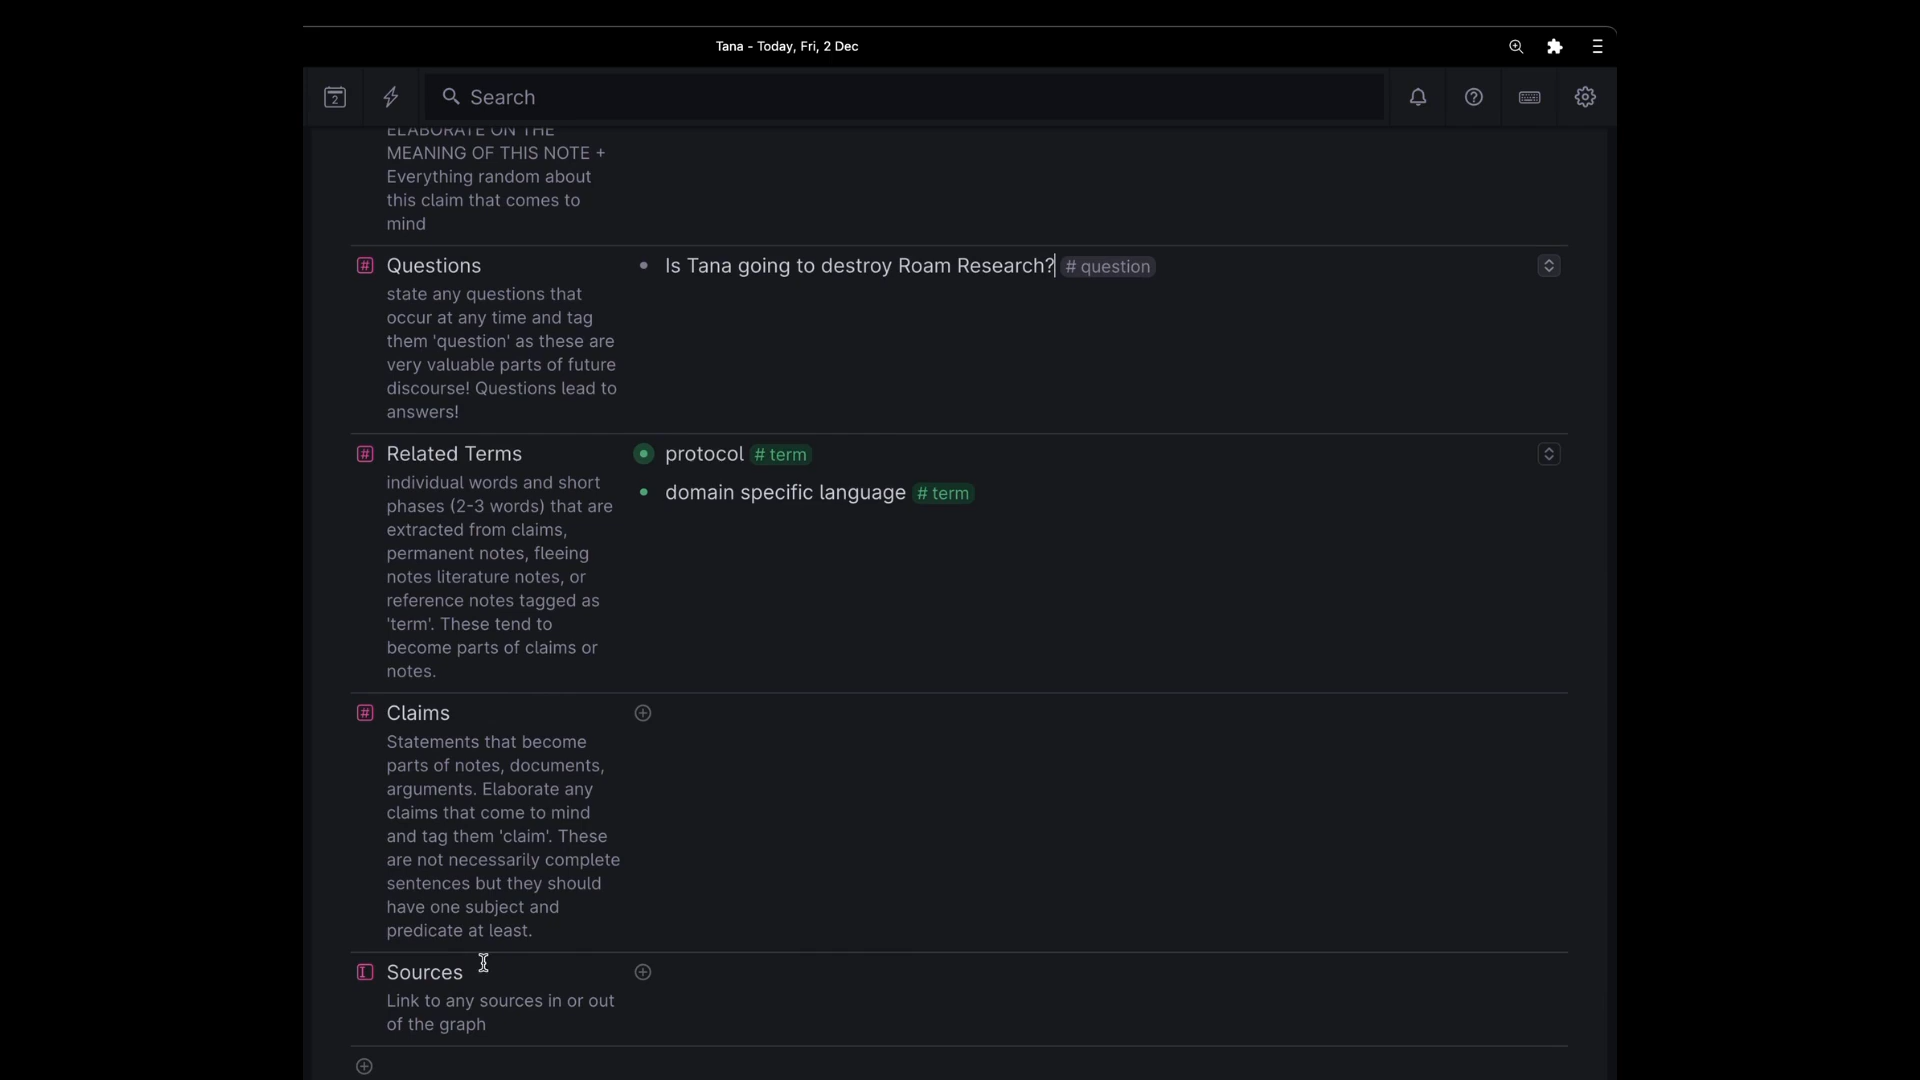 Tana - Today, Fri, 2 Dec
2
Search
ELABORATE ON THE
MEANING OF THIS NOTE +
Everything random about
this claim that comes to
mind
Questions
Is Tana going to destroy Roam Research? # question
state any questions that
occur at any time and tag
them 'question' as these are
very valuable parts of future
discourse! Questions lead to
answers!
Related Terms
protocol # term
domain specific language # term
individual words and short
phases (2-3 words) that are
extracted from claims,
permanent notes, fleeing
notes literature notes, or
reference notes tagged as
'term'. These tend to
become parts of claims or
notes.
Claims
Statements that become
parts of notes, documents,
arguments. Elaborate any
claims that come to mind
and tag them 'claim'. These
are not necessarily complete
sentences but they should
have one subject and
predicate at least.
Sources
Link to any sources in or out
of the graph